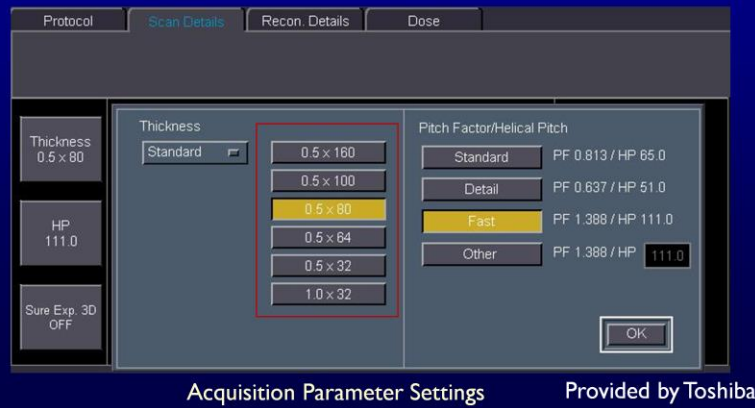 Protocol
Scan Details
Recon. Details
Dose
Thickness
0.5 × 80
HP
111.0
Sure Exp. 3D
OFF
Thickness
Standard
0.5 × 160
0.5 × 100
0.5 × 80
0.5 × 64
0.5 × 32
1.0 × 32
Pitch Factor/Helical Pitch
Standard PF 0.813 / HP 65.0
Detail PF 0.637 / HP 51.0
Fast PF 1.388 / HP 111.0
Other PF 1.388 / HP 111.0
OK
Acquisition Parameter Settings
Provided by Toshiba